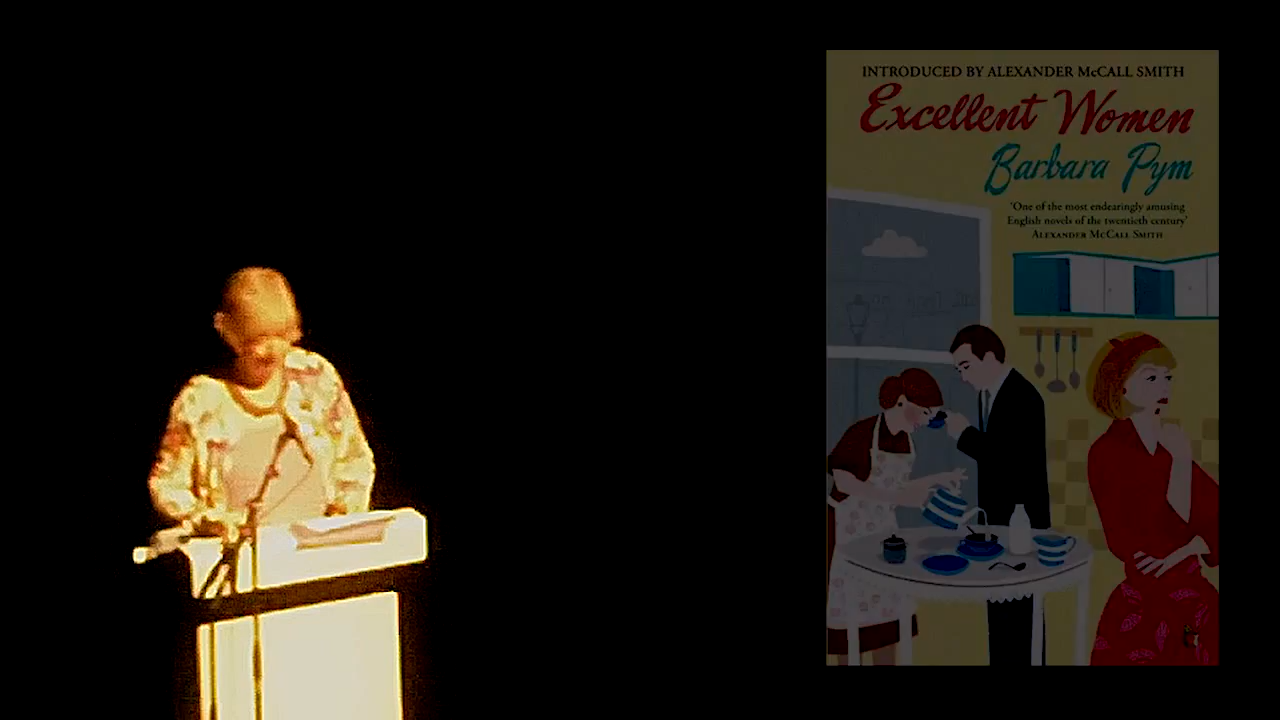 INTRODUCED BY ALEXANDER McCALL SMITH
Excellent Women
Barbara Pym
'One of the most endearingly amusing
English novels of the twentieth century'
ALEXANDER McCALL SMITH